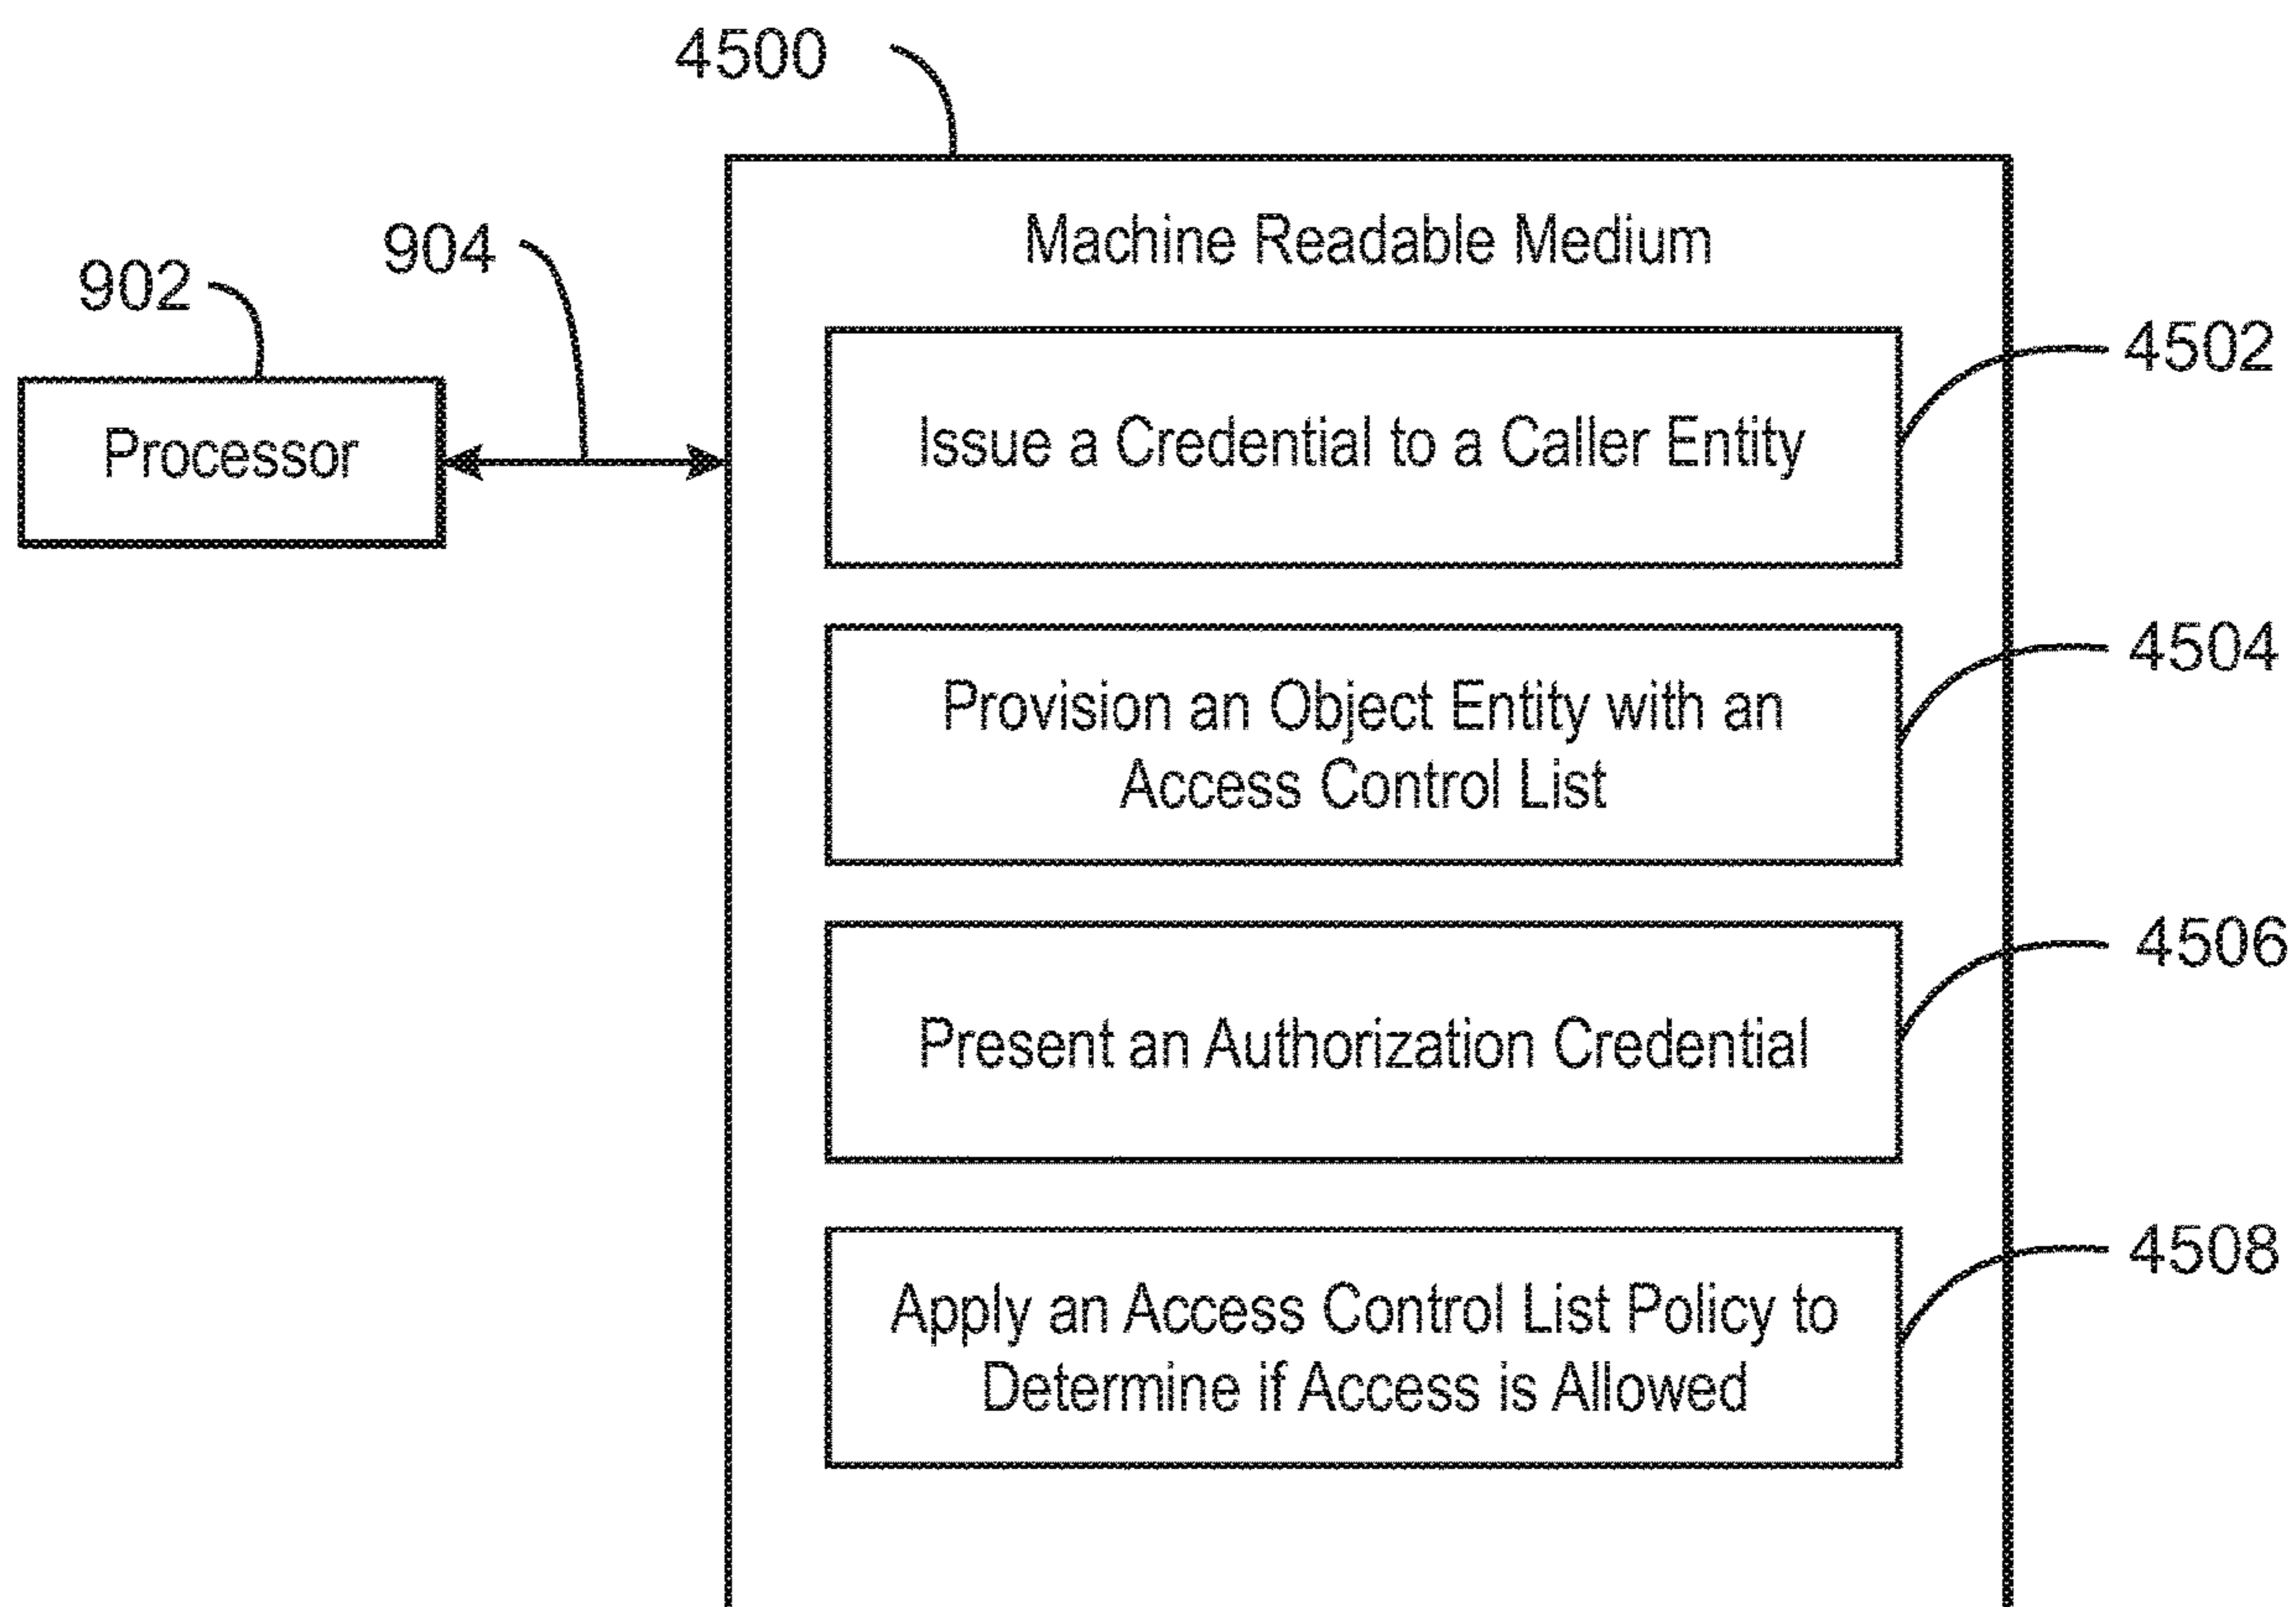 4500
Machine Readable Medium
904
902
4502
Processor
Issue a Credential to a Caller Entity
4504
Provision an Object Entity with an
Access Control List
4506
Present an Authorization Credential
4508
Apply an Access Control List Policy to
Determine if Access is Allowed